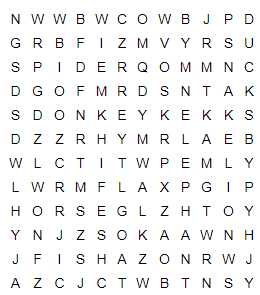 N W W B W C O W B J P D
G R B F I Z M V Y R S U
S P I D E R Q O M M N C
D G O F M R D S N T A K
S D O N K E Y K E K K S
D Z Z R H Y M R L A E B
W L C T I T W P E M L Y
L W R M F L A X P G I P
H O R S E G L Z H T O Y
Y N J Z S O K A A W N H
J F I S H A Z O N R W J
A Z C J C T W B T N S Y